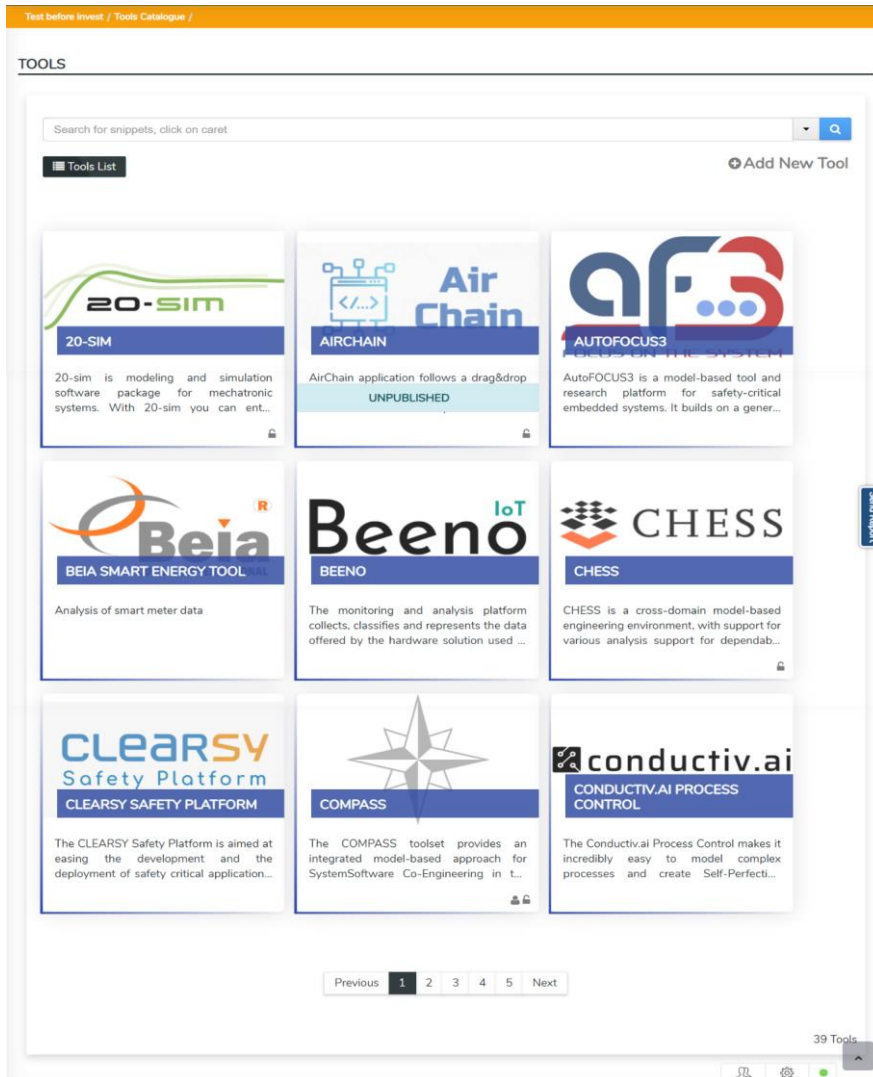 Test before invest / Tools Catalogue /
TOOLS
Search for snippets, click on caret
Tools List
Add New Tool
20-SIM
20-SIM
20-sim is modeling and simulation
software package for mechatronic
systems. With 20-sim you can ent...
</...>
Air
Chain
AIRCHAIN
AirChain application follows a drag&drop
UNPUBLISHED
aF3
AUTOFOCUS3
FOCUS ON THE SYSTEM
AutoFOCUS3 is a model-based tool and
research platform for safety-critical
embedded systems. It builds on a gener...
Beia
R
BEIA SMART ENERGY TOOL
Analysis of smart meter data
Beeno
IoT
BEENO
The monitoring and analysis platform
collects, classifies and represents the data
offered by the hardware solution used ...
CHESS
CHESS
CHESS is a cross-domain model-based
engineering environment, with support for
various analysis support for dependab...
CLEARSY
Safety Platform
CLEARSY SAFETY PLATFORM
The CLEARSY Safety Platform is aimed at
easing the development and the
deployment of safety critical application...
COMPASS
The COMPASS toolset provides an
integrated model-based approach for
SystemSoftware Co-Engineering in t...
conductiv.ai
CONDUCTIV.AI PROCESS
CONTROL
The Conductiv.ai Process Control makes it
incredibly easy to model complex
processes and create Self-Perfecti...
Send Report
Previous 1 2 3 4 5 Next
39 Tools